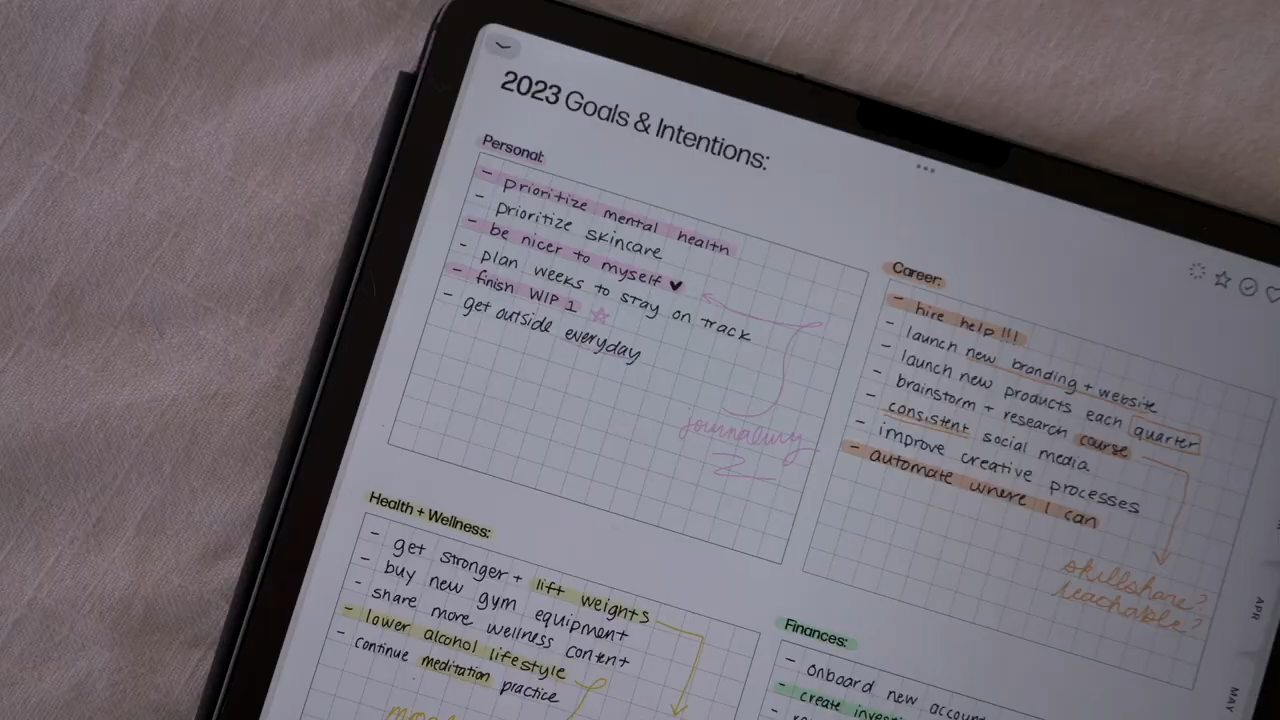 2023 Goals & Intentions:
Personal:
- prioritize mental health
- prioritize skincare
- be nicer to myself ♥
- plan weeks to stay on track
- finish WIP 1 ☆
- get outside everyday
journaling
Career:
- hire help!!!
- launch new branding + website
- launch new products each quarter
- brainstorm + research course
- consistent social media
- improve creative processes
- automate where I can
skillshare?
teachable?
Health + Wellness:
- get stronger + lift weights
- buy new gym equipment
- share more wellness content
- lower alcohol lifestyle
- continue meditation practice
Finances:
- onboard new
- create
APR
MAY